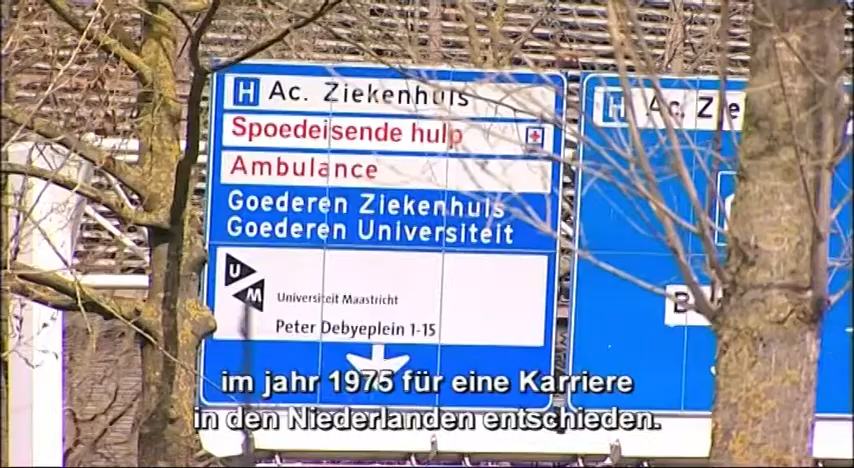 H Ac. Ziekenhuis
Spoedeisende hulp
Ambulance
Goederen Ziekenhuis
Goederen Universiteit
UM
Universiteit Maastricht
Peter Debyeplein 1-15
H Ac.
im jahr 1975 für eine Karriere
in den Niederlanden entschieden.